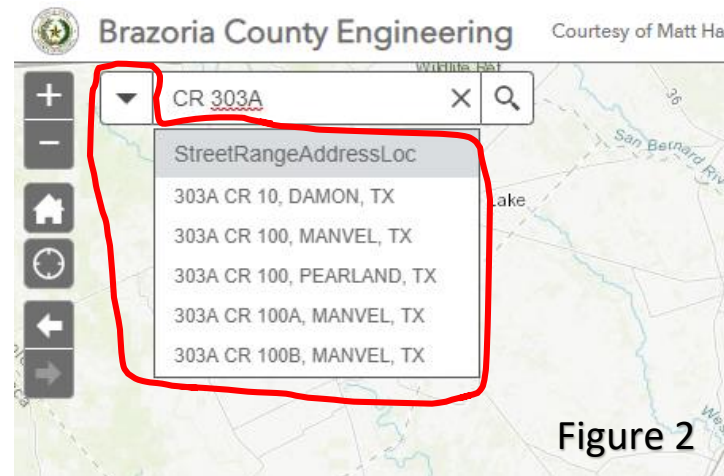 Brazoria County Engineering Courtesy of Matt Ha
Wildlife Ref
CR 303A
36
San Bernard Riv
StreetRangeAddressLoc
303A CR 10, DAMON, TX
Lake
303A CR 100, MANVEL, TX
303A CR 100, PEARLAND, TX
303A CR 100A, MANVEL, TX
303A CR 100B, MANVEL, TX
Figure 2